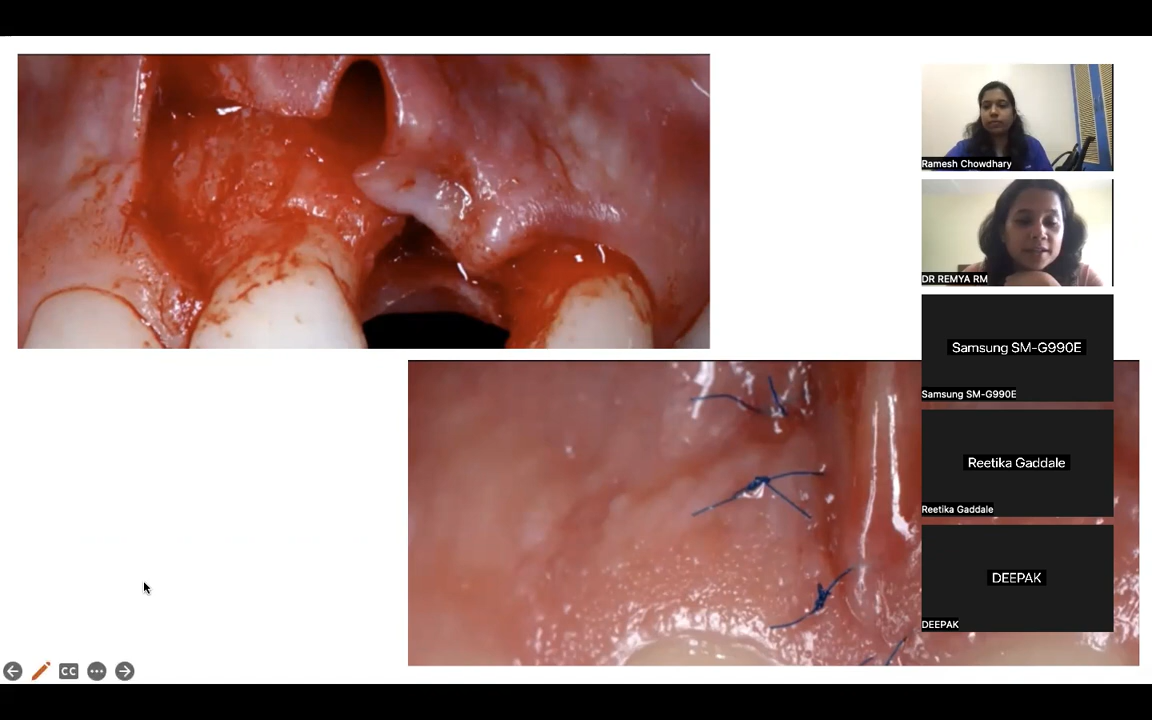 Ramesh Chowdhary
DR REMYA RM
Samsung SM-G990E
Samsung SM-G990E
Reetika Gaddale
Reetika Gaddale
DEEPAK
DEEPAK
CC